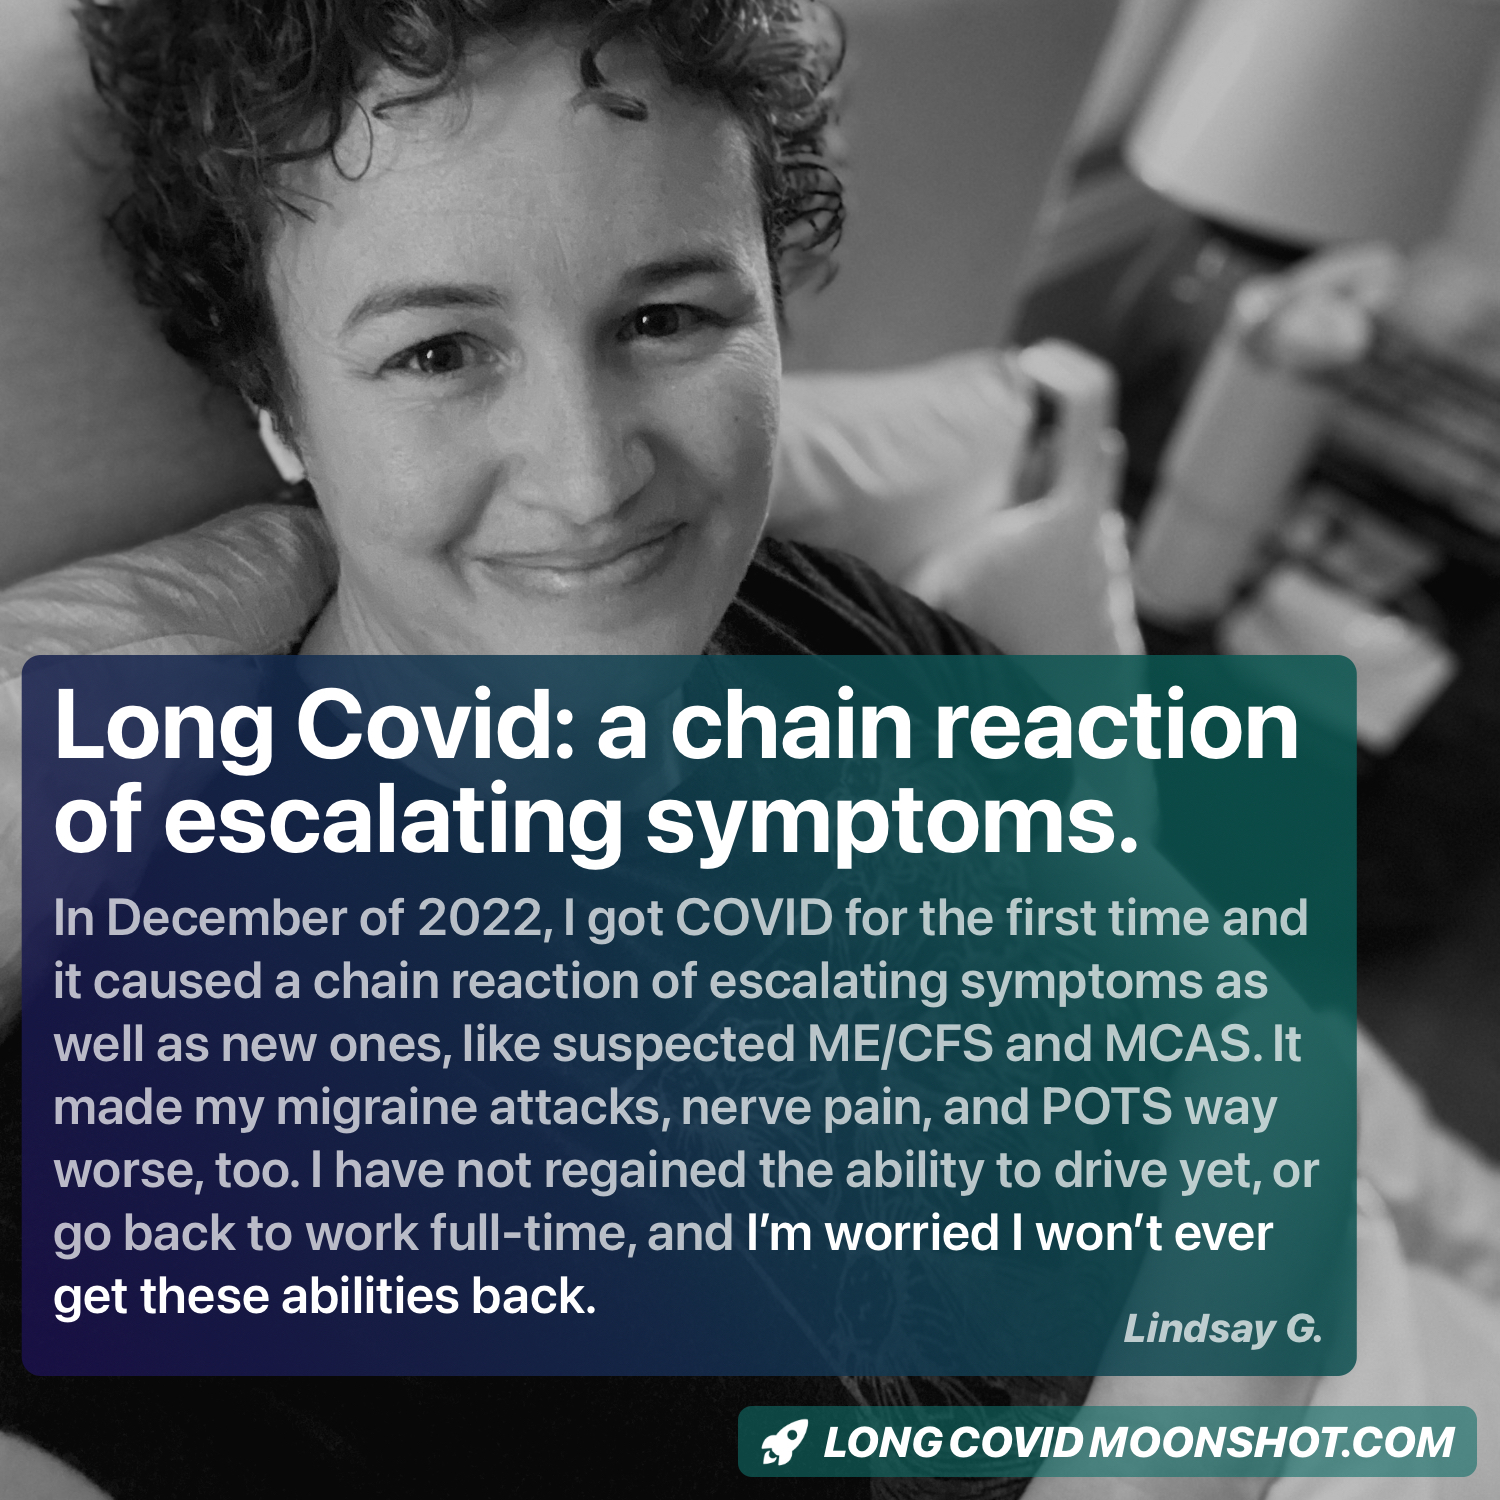 Long Covid: a chain reaction
of escalating symptoms.
In December of 2022, I got COVID for the first time and
it caused a chain reaction of escalating symptoms as
well as new ones, like suspected ME/CFS and MCAS. It
made my migraine attacks, nerve pain, and POTS way
worse, too. I have not regained the ability to drive yet, or
go back to work full-time, and I’m worried I won’t ever
get these abilities back.
Lindsay G.
LONG COVID MOONSHOT.COM